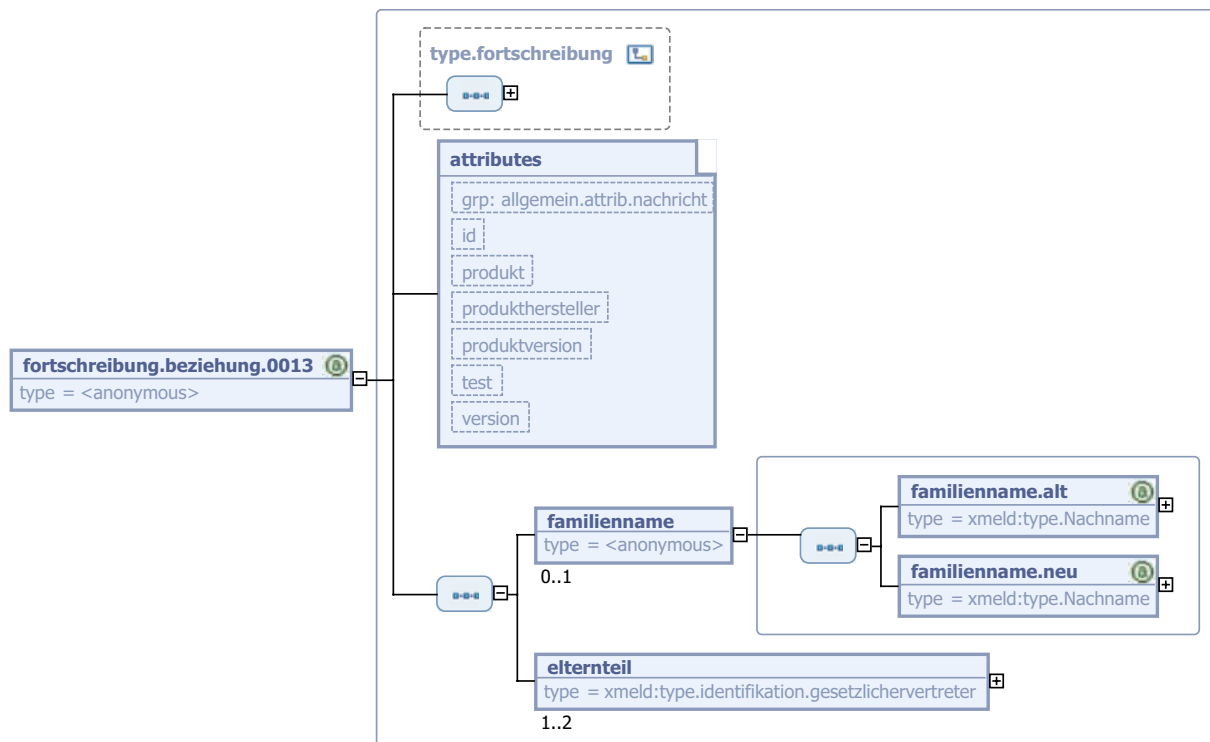 type.fortschreibung
attributes
grp: allgemein.attrib.nachricht
id
produkt
produkthersteller
produktversion
test
version
fortschreibung.beziehung.0013
type = <anonymous>
familienname
type = <anonymous>
0..1
familienname.alt
type = xmeld:type.Nachname
familienname.neu
type = xmeld:type.Nachname
elternteil
type = xmeld:type.identifikation.gesetzlichervertreter
1..2